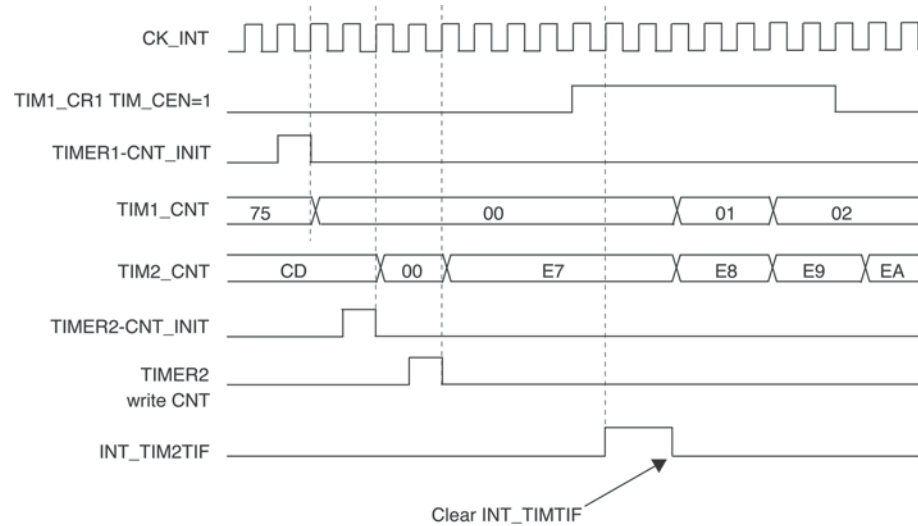 CK_INT
TIM1_CR1 TIM_CEN=1
TIMER1-CNT_INIT
TIM1_CNT 75 00 01 02
TIM2_CNT CD 00 E7 E8 E9 EA
TIMER2-CNT_INIT
TIMER2
write CNT
INT_TIM2TIF
Clear INT_TIMTIF